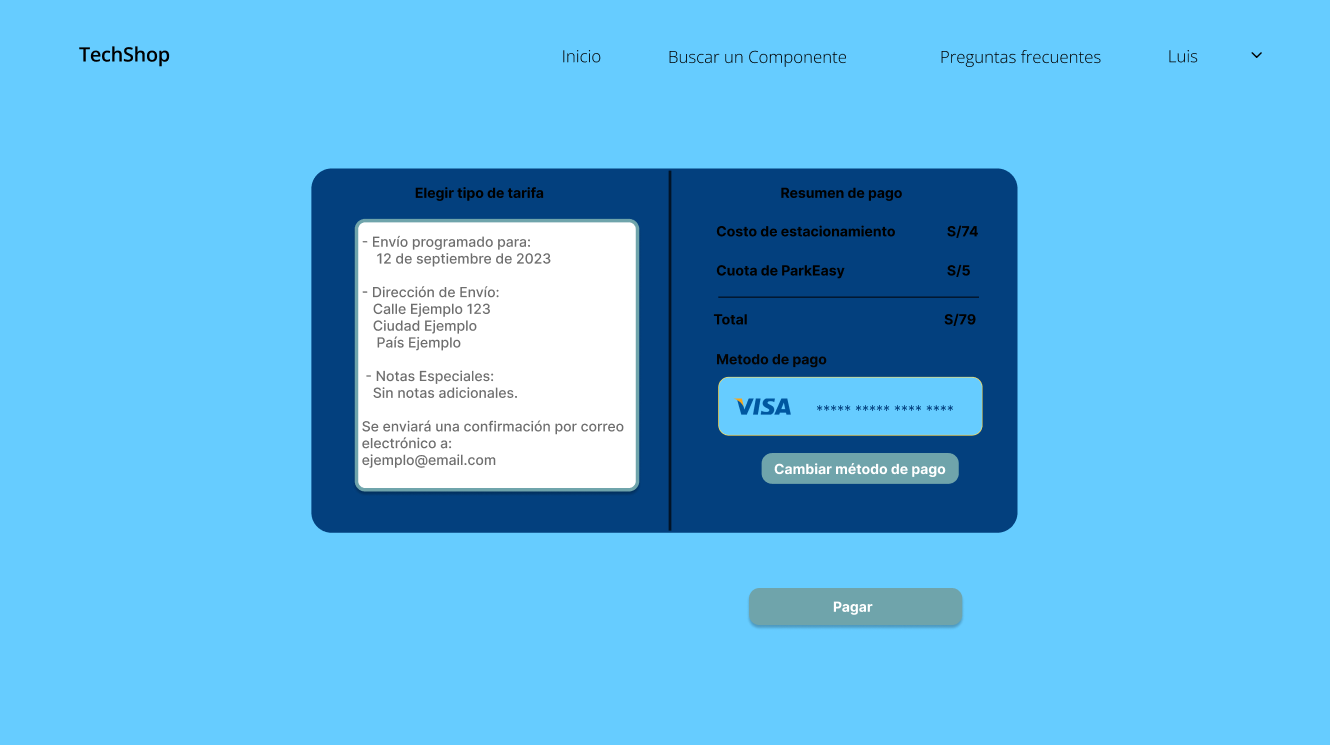 TechShop
Inicio
Buscar un Componente
Preguntas frecuentes
Luis
Elegir tipo de tarifa
- Envío programado para:
12 de septiembre de 2023
- Dirección de Envío:
Calle Ejemplo 123
Ciudad Ejemplo
País Ejemplo
- Notas Especiales:
Sin notas adicionales.
Se enviará una confirmación por correo
electrónico a:
ejemplo@email.com
Resumen de pago
Costo de estacionamiento S/74
Cuota de ParkEasy S/5
Total S/79
Metodo de pago
VISA ***** ***** **** ****
Cambiar método de pago
Pagar